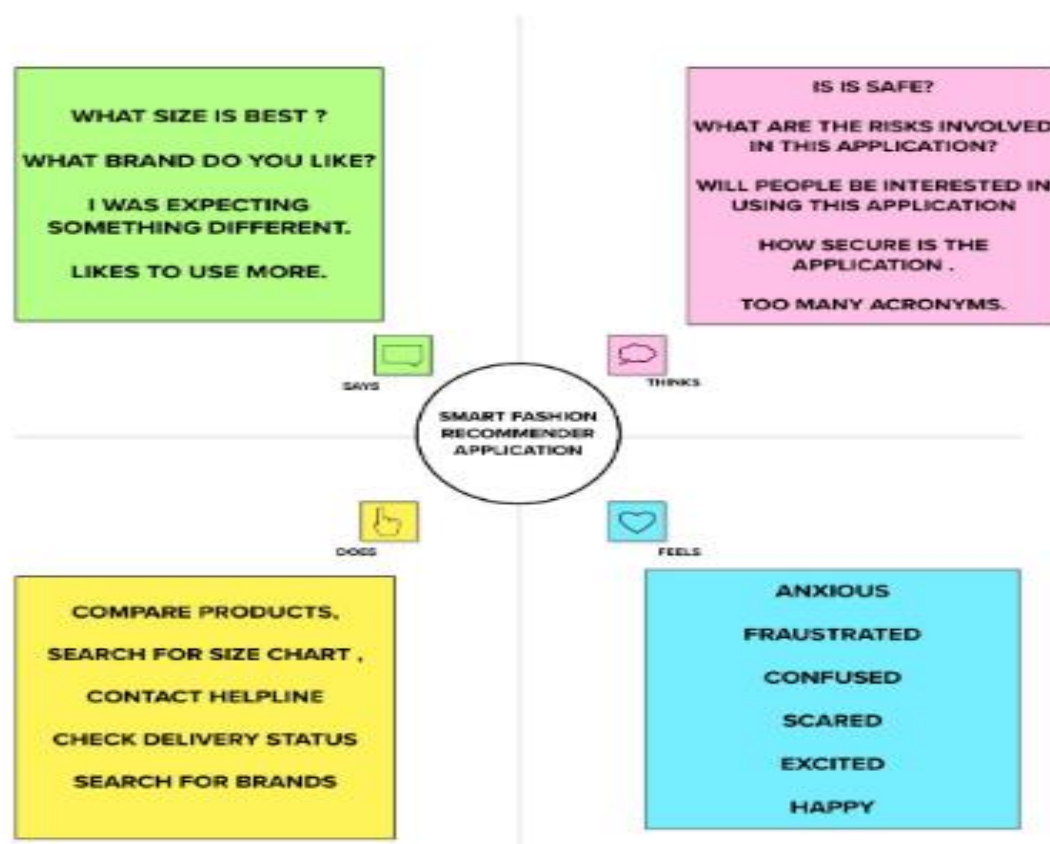 WHAT SIZE IS BEST ?
WHAT BRAND DO YOU LIKE?
I WAS EXPECTING
SOMETHING DIFFERENT.
LIKES TO USE MORE.
IS IS SAFE?
WHAT ARE THE RISKS INVOLVED
IN THIS APPLICATION?
WILL PEOPLE BE INTERESTED IN
USING THIS APPLICATION
HOW SECURE IS THE
APPLICATION .
TOO MANY ACRONYMS.
SAYS
THINKS
SMART FASHION
RECOMMENDER
APPLICATION
DOES
FEELS
COMPARE PRODUCTS,
SEARCH FOR SIZE CHART ,
CONTACT HELPLINE
CHECK DELIVERY STATUS
SEARCH FOR BRANDS
ANXIOUS
FRAUSTRATED
CONFUSED
SCARED
EXCITED
HAPPY